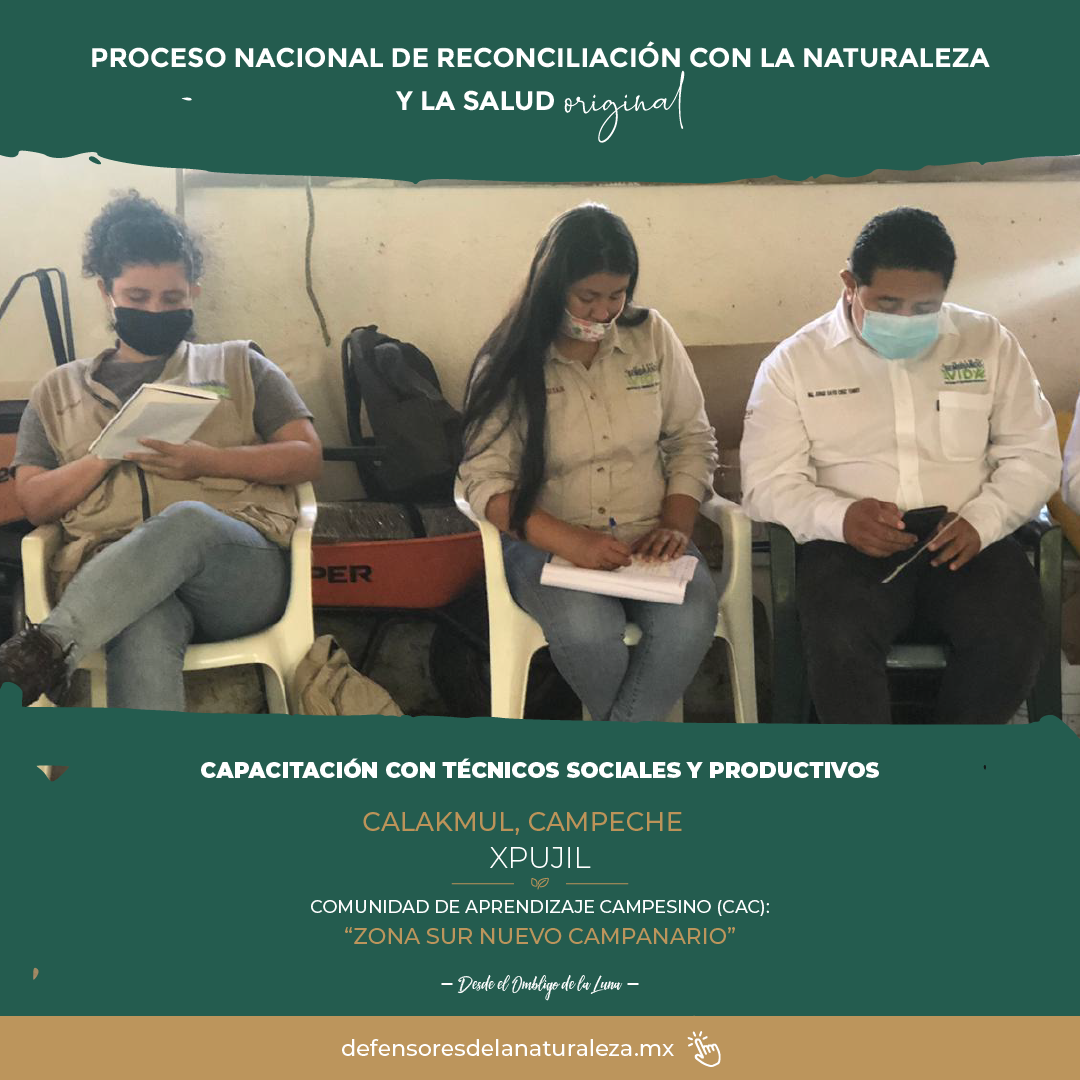 PROCESO NACIONAL DE RECONCILIACIÓN CON LA NATURALEZA
Y LA SALUD original
VIDA
VIDA
PER
CAPACITACIÓN CON TÉCNICOS SOCIALES Y PRODUCTIVOS
CALAKMUL, CAMPECHE
XPUJIL
COMUNIDAD DE APRENDIZAJE CAMPESINO (CAC):
“ZONA SUR NUEVO CAMPANARIO”
— Desde el Ombligo de la Luna —
defensoresdelanaturaleza.mx